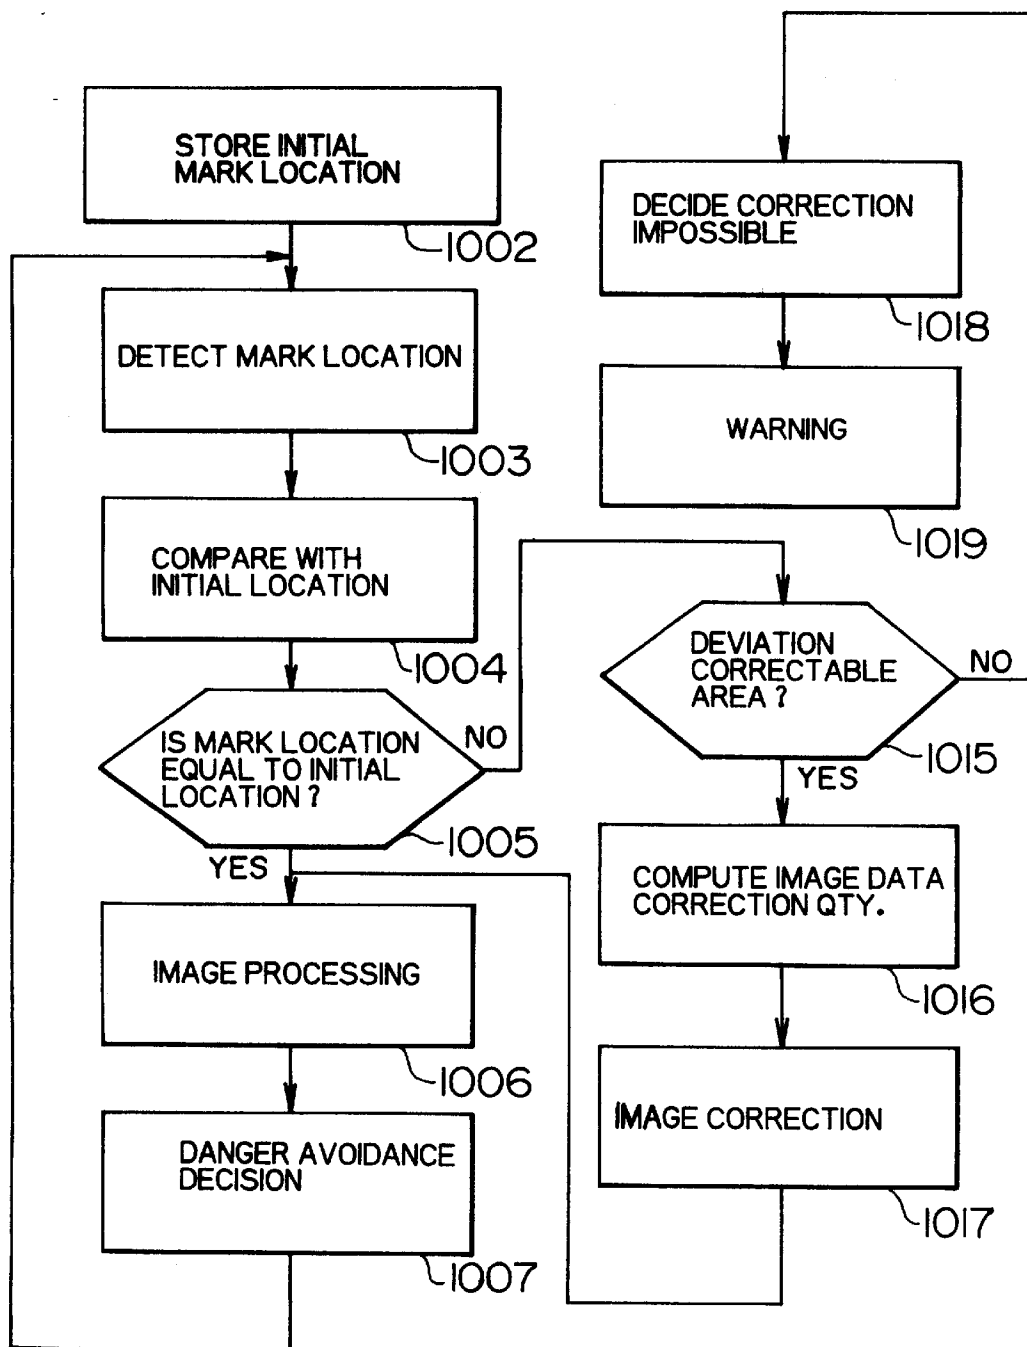 STORE INITIAL
MARK LOCATION
1002
DETECT MARK LOCATION
1003
COMPARE WITH
INITIAL LOCATION
1004
IS MARK LOCATION
EQUAL TO INITIAL
LOCATION ?
NO
1005
YES
IMAGE PROCESSING
1006
DANGER AVOIDANCE
DECISION
1007
DECIDE CORRECTION
IMPOSSIBLE
1018
WARNING
1019
DEVIATION
CORRECTABLE
AREA ?
NO
1015
YES
COMPUTE IMAGE DATA
CORRECTION QTY.
1016
IMAGE CORRECTION
1017